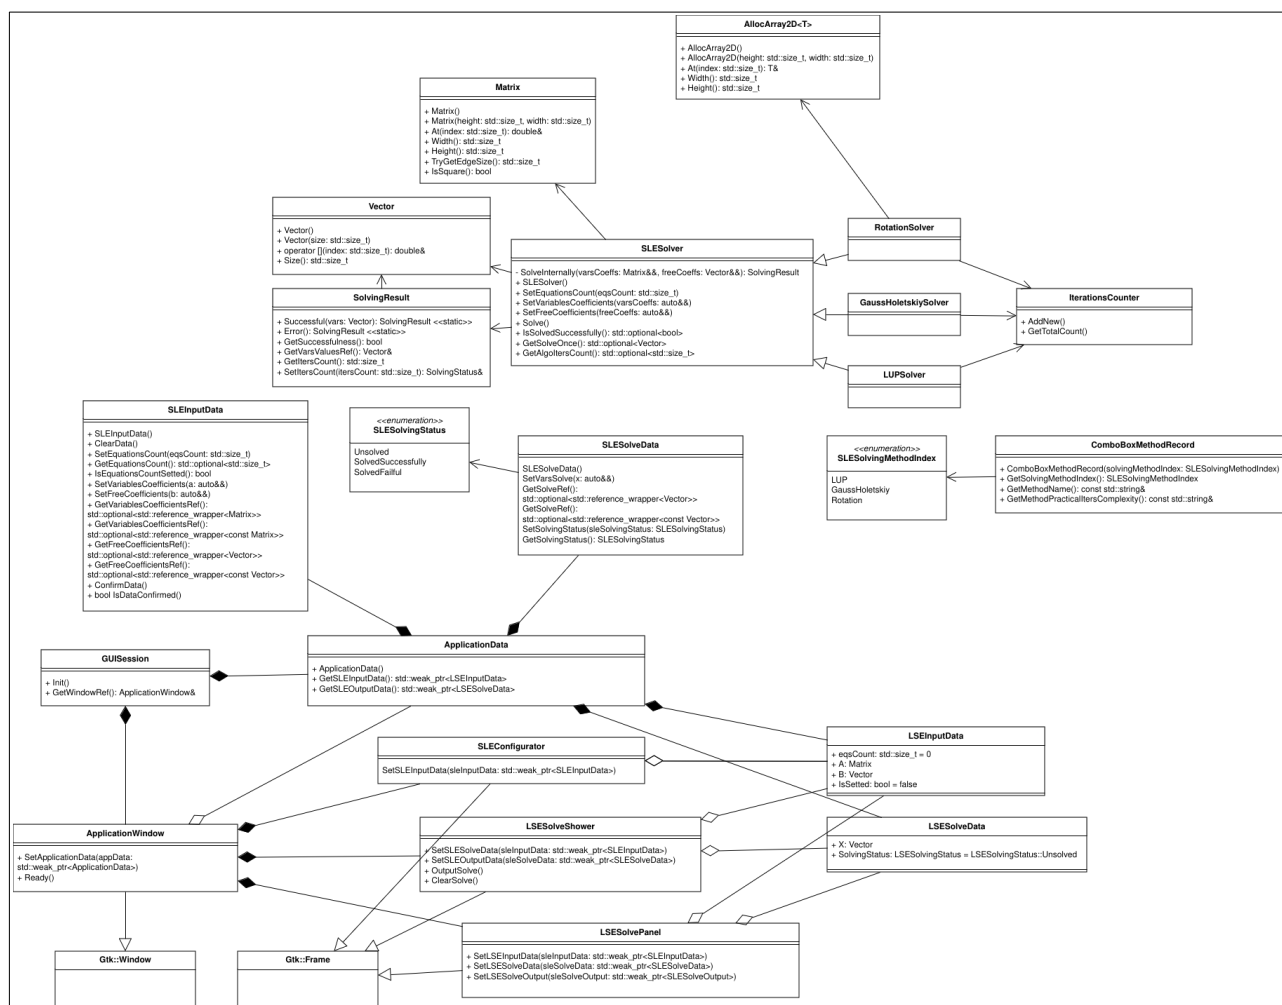 AllocArray2D<T>
+ AllocArray2D()
+ AllocArray2D(height: std::size_t, width: std::size_t)
+ At(index: std::size_t): T&
+ Width(): std::size_t
+ Height(): std::size_t
Matrix
+ Matrix()
+ Matrix(height: std::size_t, width: std::size_t)
+ At(index: std::size_t): double&
+ Width(): std::size_t
+ Height(): std::size_t
+ TryGetEdgeSize(): std::size_t
+ IsSquare(): bool
Vector
+ Vector()
+ Vector(size: std::size_t)
+ operator [](index: std::size_t): double&
+ Size(): std::size_t
SLESolver
- SolveInternally(varsCoeffs: Matrix&&, freeCoeffs: Vector&&): SolvingResult
+ SLESolver()
+ SetEquationsCount(eqsCount: std::size_t)
+ SetVariablesCoefficients(varsCoeffs: auto&&)
+ SetFreeCoefficients(freeCoeffs: auto&&)
+ Solve()
+ IsSolvedSuccessfully(): std::optional<bool>
+ GetSolveOnce(): std::optional<Vector>
+ GetAlgoItersCount(): std::optional<std::size_t>
RotationSolver
GaussHoletskiySolver
LUPSolver
IterationsCounter
+ AddNew()
+ GetTotalCount()
SolvingResult
+ Successful(vars: Vector): SolvingResult <<static>>
+ Error(): SolvingResult <<static>>
+ GetSuccessfulness(): bool
+ GetVarsValuesRef(): Vector&
+ GetItersCount(): std::size_t
+ SetItersCount(itersCount: std::size_t): SolvingStatus&
SLEInputData
+ SLEInputData()
+ ClearData()
+ SetEquationsCount(eqsCount: std::size_t)
+ GetEquationsCount(): std::optional<std::size_t>
+ IsEquationsCountSetted(): bool
+ SetVariablesCoefficients(a: auto&&)
+ SetFreeCoefficients(b: auto&&)
+ GetVariablesCoefficientsRef():
std::optional<std::reference_wrapper<Matrix>>
+ GetVariablesCoefficientsRef():
std::optional<std::reference_wrapper<const Matrix>>
+ GetFreeCoefficientsRef():
std::optional<std::reference_wrapper<Vector>>
+ GetFreeCoefficientsRef():
std::optional<std::reference_wrapper<const Vector>>
+ ConfirmData()
+ bool IsDataConfirmed()
<<enumeration>>
SLESolvingStatus
Unsolved
SolvedSuccessfully
SolvedFailful
SLESolveData
SLESolveData()
SetVarsSolve(x: auto&&)
GetSolveRef():
std::optional<std::reference_wrapper<Vector>>
GetSolveRef():
std::optional<std::reference_wrapper<const Vector>>
SetSolvingStatus(sleSolvingStatus: SLESolvingStatus)
GetSolvingStatus(): SLESolvingStatus
<<enumeration>>
SLESolvingMethodIndex
LUP
GaussHoletskiy
Rotation
ComboBoxMethodRecord
+ ComboBoxMethodRecord(solvingMethodIndex: SLESolvingMethodIndex)
+ GetSolvingMethodIndex(): SLESolvingMethodIndex
+ GetMethodName(): const std::string&
+ GetMethodPracticalItersComplexity(): const std::string&
GUISession
+ Init()
+ GetWindowRef(): ApplicationWindow&
ApplicationData
+ ApplicationData()
+ GetSLEInputData(): std::weak_ptr<LSEInputData>
+ GetSLEOutputData(): std::weak_ptr<LSESolveData>
SLEConfigurator
SetSLEInputData(sleInputData: std::weak_ptr<SLEInputData>)
LSEInputData
+ eqsCount: std::size_t = 0
+ A: Matrix
+ B: Vector
+ IsSetted: bool = false
ApplicationWindow
+ SetApplicationData(appData:
std::weak_ptr<ApplicationData>)
+ Ready()
LSESolveShower
+ SetSLESolveData(sleInputData: std::weak_ptr<SLEInputData>)
+ SetSLEOutputData(sleSolveData: std::weak_ptr<SLESolveData>)
+ OutputSolve()
+ ClearSolve()
LSESolveData
+ X: Vector
+ SolvingStatus: LSESolvingStatus = LSESolvingStatus::Unsolved
LSESolvePanel
+ SetLSEInputData(sleInputData: std::weak_ptr<SLEInputData>)
+ SetLSESolveData(sleSolveData: std::weak_ptr<SLESolveData>)
+ SetLSESolveOutput(sleSolveOutput: std::weak_ptr<SLESolveOutput>)
Gtk::Window
Gtk::Frame